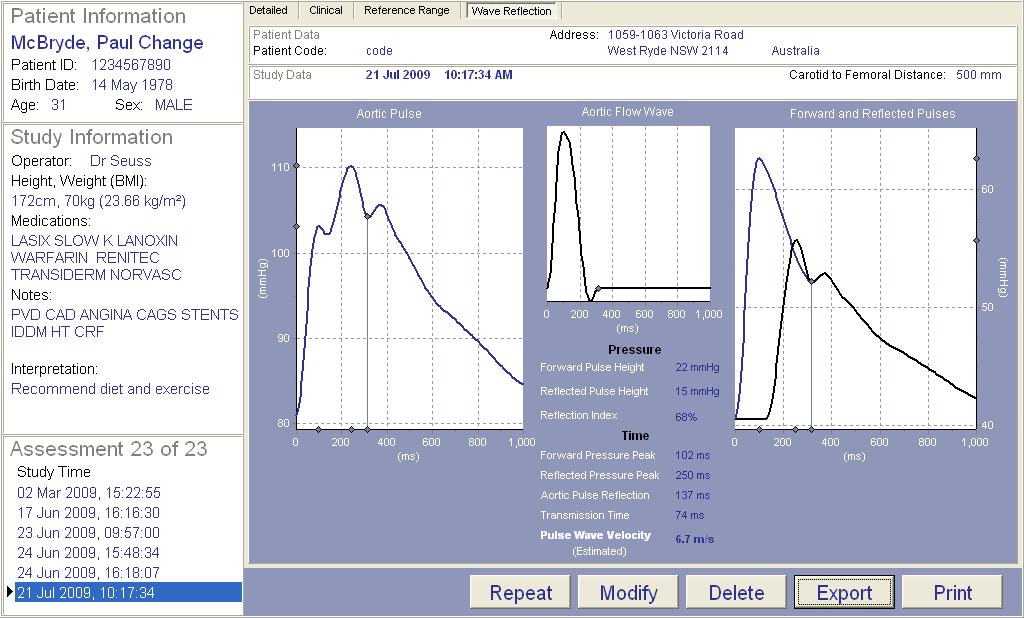 Patient Information
McBryde, Paul Change
Patient ID: 1234567890
Birth Date: 14 May 1978
Age: 31 Sex: MALE
Study Information
Operator: Dr Seuss
Height, Weight (BMI):
172cm, 70kg (23.66 kg/m²)
Medications:
LASIX SLOW K LANOXIN
WARFARIN RENITEC
TRANSIDERM NORVASC
Notes:
PVD CAD ANGINA CAGS STENTS
IDDM HT CRF
Interpretation:
Recommend diet and exercise
Assessment 23 of 23
Study Time
02 Mar 2009, 15:22:55
17 Jun 2009, 16:16:30
23 Jun 2009, 09:57:00
24 Jun 2009, 15:48:34
24 Jun 2009, 16:18:07
21 Jul 2009, 10:17:34
Detailed Clinical Reference Range Wave Reflection
Patient Data Address: 1059-1063 Victoria Road
Patient Code: code West Ryde NSW 2114 Australia
Study Data 21 Jul 2009 10:17:34 AM Carotid to Femoral Distance: 500 mm
Aortic Pulse
110
100
90
80
(mmHg)
0 200 400 600 800 1,000
(ms)
Aortic Flow Wave
0 200 400 600 800 1,000
(ms)
Pressure
Forward Pulse Height 22 mmHg
Reflected Pulse Height 15 mmHg
Reflection Index 68%
Time
Forward Pressure Peak 102 ms
Reflected Pressure Peak 250 ms
Aortic Pulse Reflection 137 ms
Transmission Time 74 ms
Pulse Wave Velocity 6.7 m/s
(Estimated)
Forward and Reflected Pulses
60
50
40
(mmHg)
0 200 400 600 800 1,000
(ms)
Repeat Modify Delete Export Print